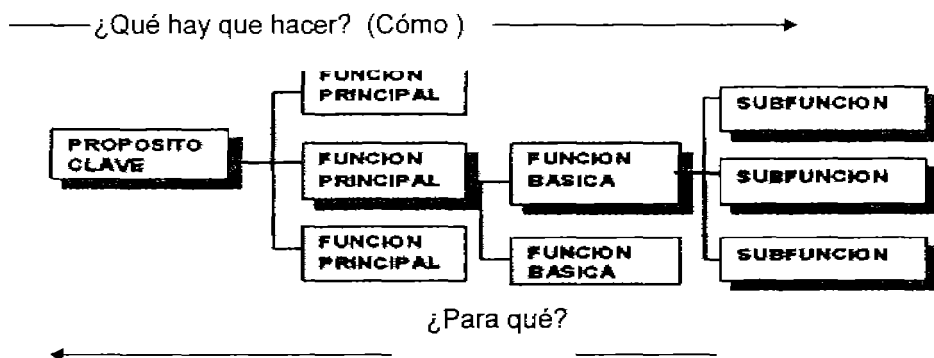 ¿Qué hay que hacer? (Cómo )
FUNCION
PRINCIPAL
PROPOSITO
CLAVE
FUNCION
PRINCIPAL
FUNCION
PRINCIPAL
FUNCION
BASICA
FUNCION
BASICA
SUBFUNCION
SUBFUNCION
SUBFUNCION
¿Para qué?